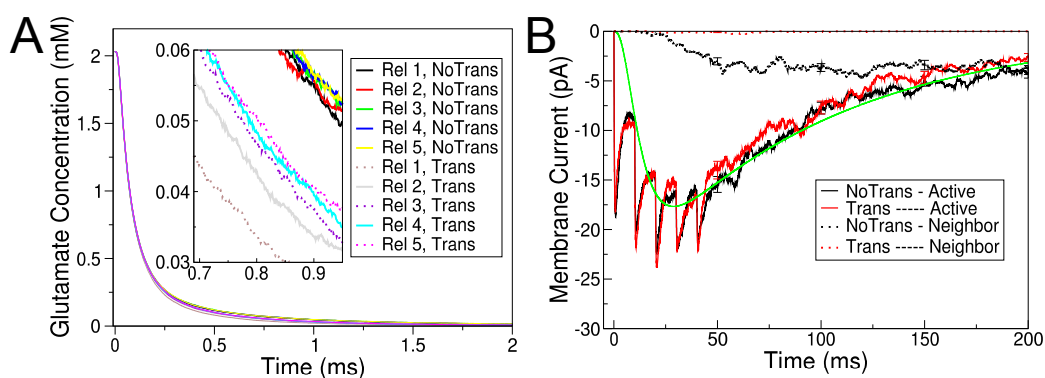 A
Glutamate Concentration (mM)
2
1.5
1
0.5
0
0
0.5
1
1.5
2
Time (ms)
0.06
0.05
0.04
0.03
0.7
0.8
0.9
Rel 1, NoTrans
Rel 2, NoTrans
Rel 3, NoTrans
Rel 4, NoTrans
Rel 5, NoTrans
Rel 1, Trans
Rel 2, Trans
Rel 3, Trans
Rel 4, Trans
Rel 5, Trans
B
Membrane Current (pA)
0
-5
-10
-15
-20
-25
-30
0
50
100
150
200
Time (ms)
NoTrans - Active
Trans ----- Active
NoTrans - Neighbor
Trans ----- Neighbor